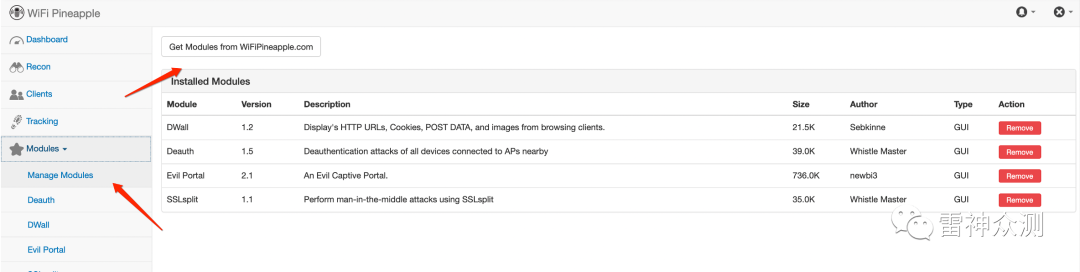 WiFi Pineapple
Dashboard
Recon
Clients
Tracking
Modules
Manage Modules
Deauth
DWall
Evil Portal
Get Modules from WiFiPineapple.com
Installed Modules
Module Version Description Size Author Type Action
DWall 1.2 Display's HTTP URLs, Cookies, POST DATA, and images from browsing clients. 21.5K Sebkinne GUI Remove
Deauth 1.5 Deauthentication attacks of all devices connected to APs nearby 39.0K Whistle Master GUI Remove
Evil Portal 2.1 An Evil Captive Portal. 736.0K newbi3 GUI Remove
SSLsplit 1.1 Perform man-in-the-middle attacks using SSLsplit 35.0K Whistle Master GUI Remove
雷神众测